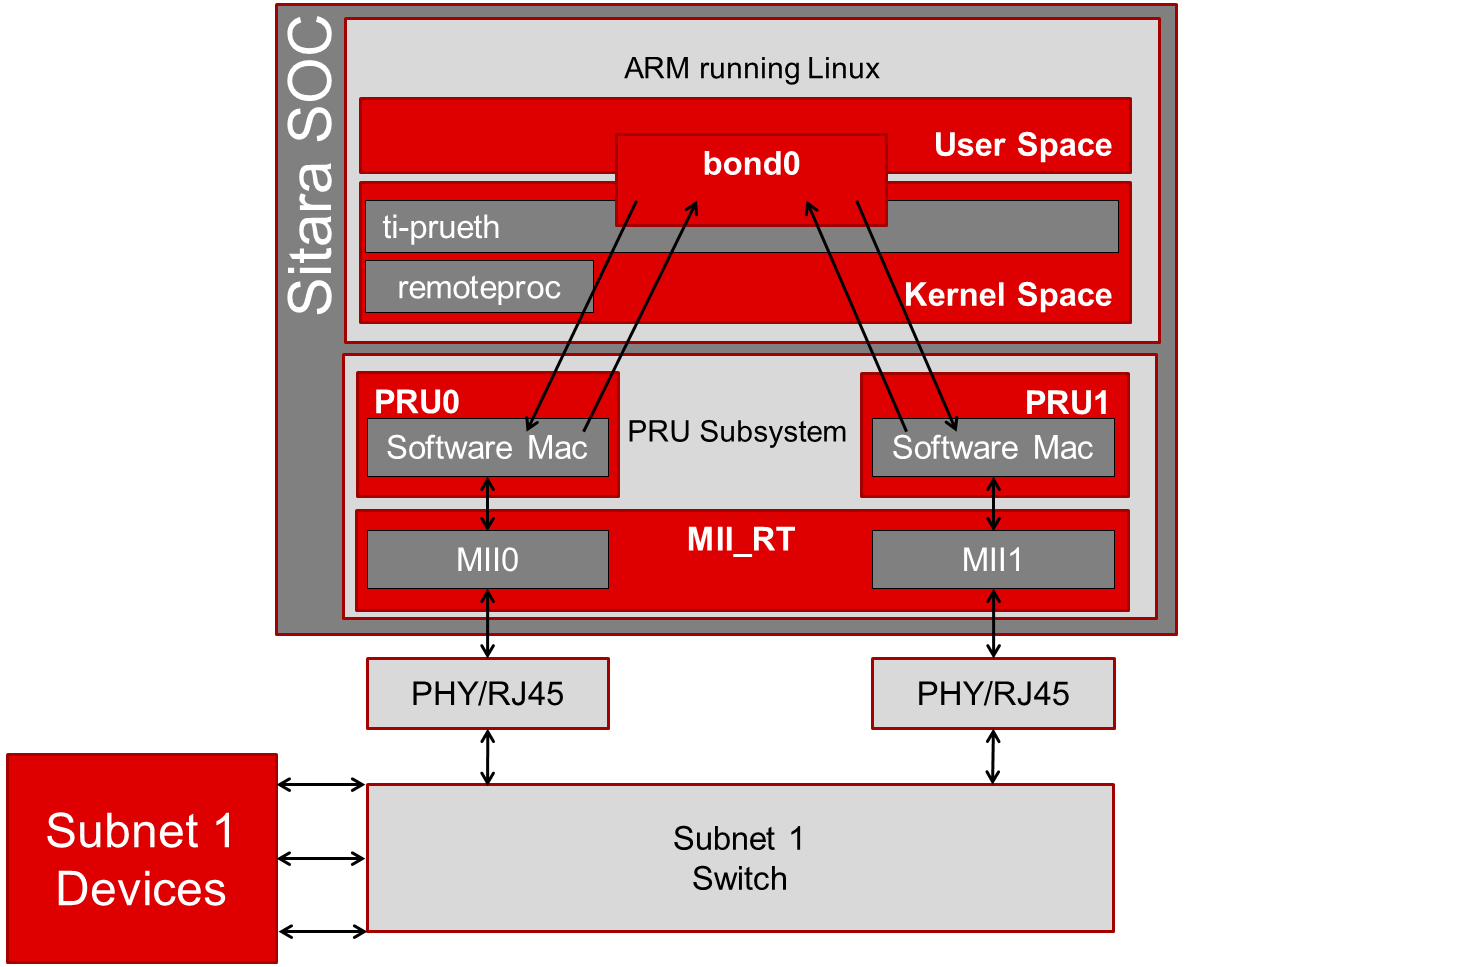 Sitara SOC
ARM running Linux
User Space
bond0
ti-prueth
remoteproc
Kernel Space
PRU0
PRU1
Software Mac
PRU Subsystem
Software Mac
MII_RT
MII0
MII1
PHY/RJ45
PHY/RJ45
Subnet 1
Devices
Subnet 1
Switch